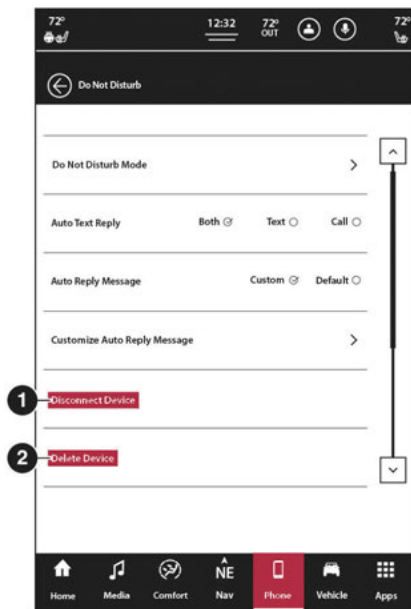 72° 12:32 72° OUT 72°
Do Not Disturb
Do Not Disturb Mode
Auto Text Reply Both Text Call
Auto Reply Message Custom Default
Customize Auto Reply Message
1 Disconnect Device
2 Delete Device
NE
Home Media Comfort Nav Phone Vehicle Apps